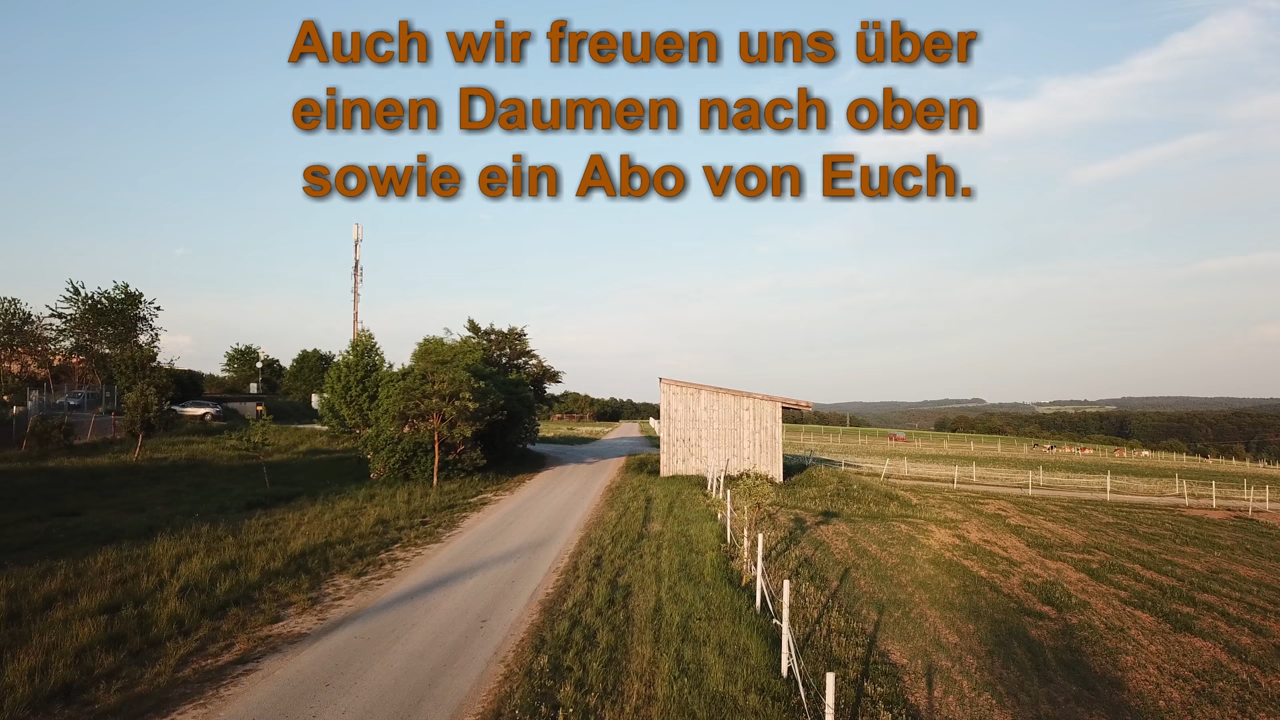 Auch wir freuen uns über
einen Daumen nach oben
sowie ein Abo von Euch.